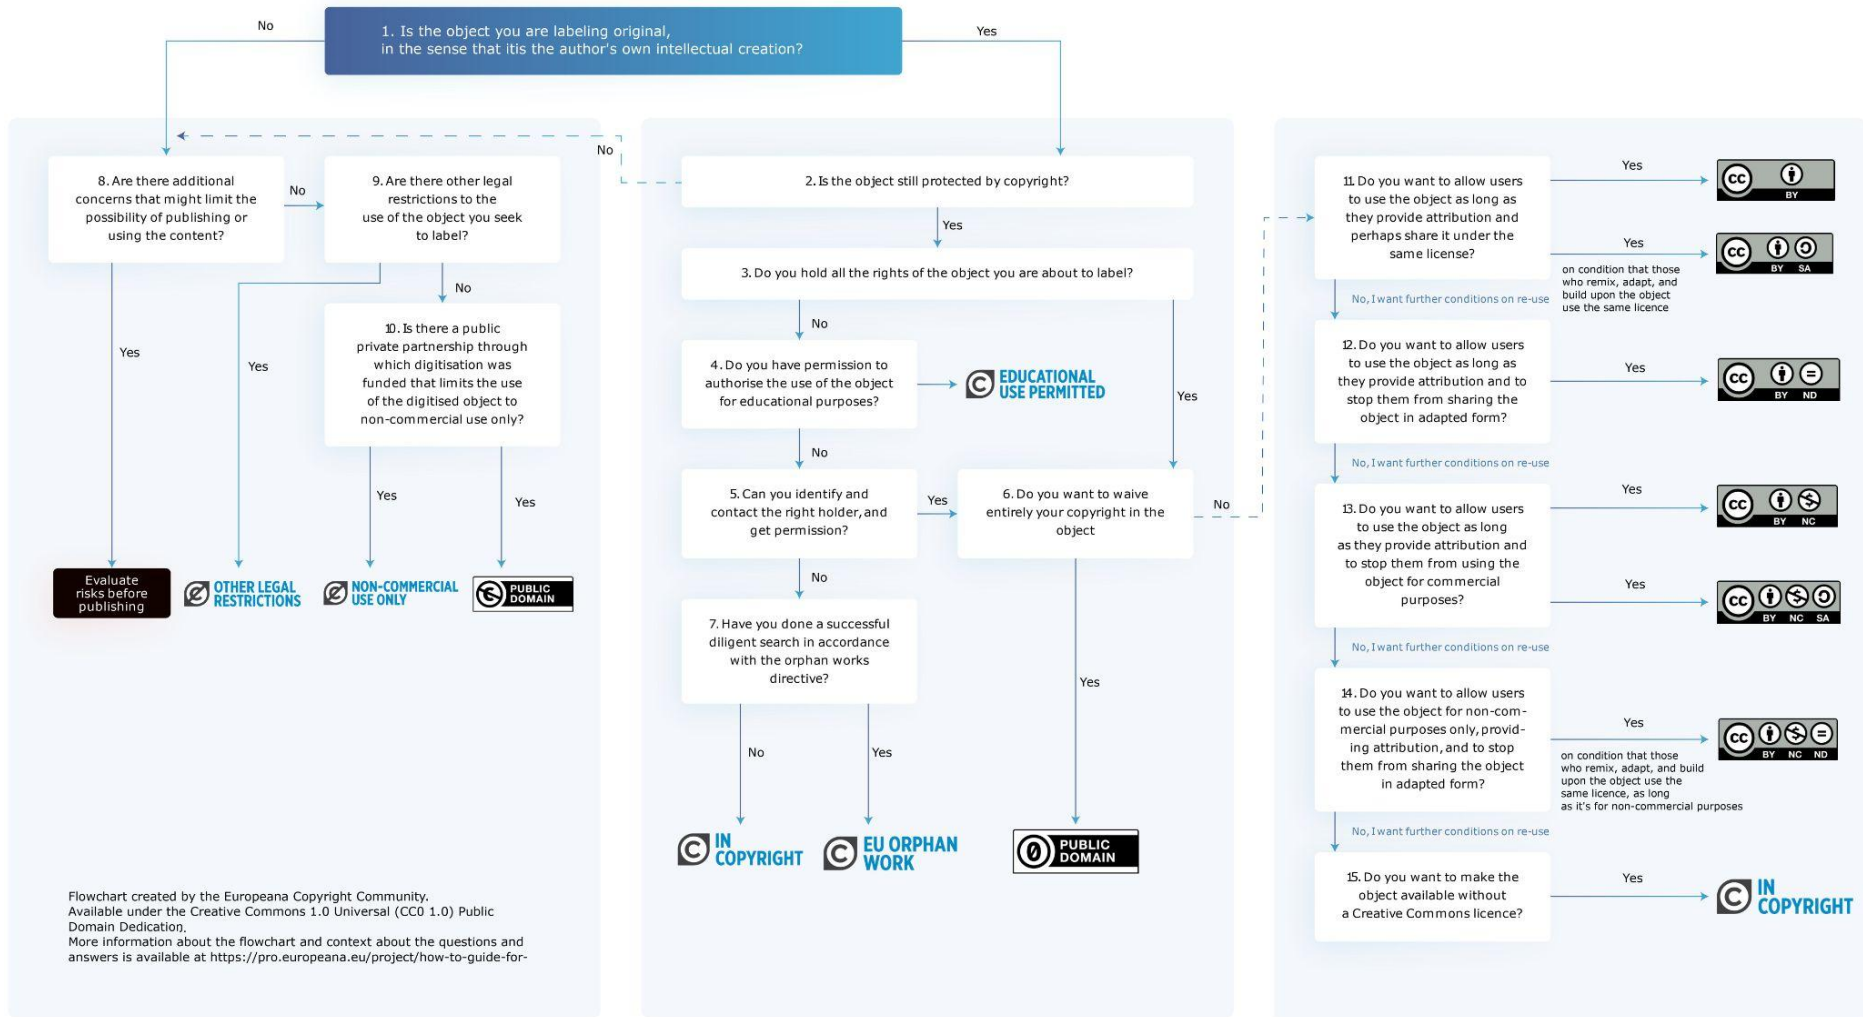 No
1. Is the object you are labeling original,
in the sense that itis the author's own intellectual creation?
Yes
No
8. Are there additional
concerns that might limit the
possibility of publishing or
using the content?
No
9. Are there other legal
restrictions to the
use of the object you seek
to label?
No
10. Is there a public
private partnership through
which digitisation was
funded that limits the use
of the digitised object to
non-commercial use only?
Yes
Yes
Yes
Yes
Evaluate
risks before
publishing
OTHER LEGAL
RESTRICTIONS
NON-COMMERCIAL
USE ONLY
PUBLIC
DOMAIN
Flowchart created by the Europeana Copyright Community.
Available under the Creative Commons 1.0 Universal (CC0 1.0) Public
Domain Dedication.
More information about the flowchart and context about the questions and
answers is available at https://pro.europeana.eu/project/how-to-guide-for-
2. Is the object still protected by copyright?
Yes
3. Do you hold all the rights of the object you are about to label?
No
4. Do you have permission to
authorise the use of the object
for educational purposes?
EDUCATIONAL
USE PERMITTED
Yes
No
5. Can you identify and
contact the right holder, and
get permission?
Yes
6. Do you want to waive
entirely your copyright in the
object
No
No
7. Have you done a successful
diligent search in accordance
with the orphan works
directive?
Yes
No
Yes
IN
COPYRIGHT
EU ORPHAN
WORK
0
PUBLIC
DOMAIN
11. Do you want to allow users
to use the object as long as
they provide attribution and
perhaps share it under the
same license?
Yes
cc
BY
Yes
on condition that those
who remix, adapt, and
build upon the object
use the same licence
cc
BY SA
No, I want further conditions on re-use
12. Do you want to allow users
to use the object as long as
they provide attribution and to
stop them from sharing the
object in adapted form?
Yes
cc
BY ND
No, I want further conditions on re-use
13. Do you want to allow users
to use the object as long
as they provide attribution and
to stop them from using the
object for commercial
purposes?
Yes
cc
BY NC
Yes
cc
BY NC SA
No, I want further conditions on re-use
14. Do you want to allow users
to use the object for non-com-
mercial purposes only, provid-
ing attribution, and to stop
them from sharing the object
in adapted form?
Yes
on condition that those
who remix, adapt, and build
upon the object use the
same licence, as long
as it's for non-commercial purposes
cc
BY NC ND
No, I want further conditions on re-use
15. Do you want to make the
object available without
a Creative Commons licence?
Yes
IN
COPYRIGHT